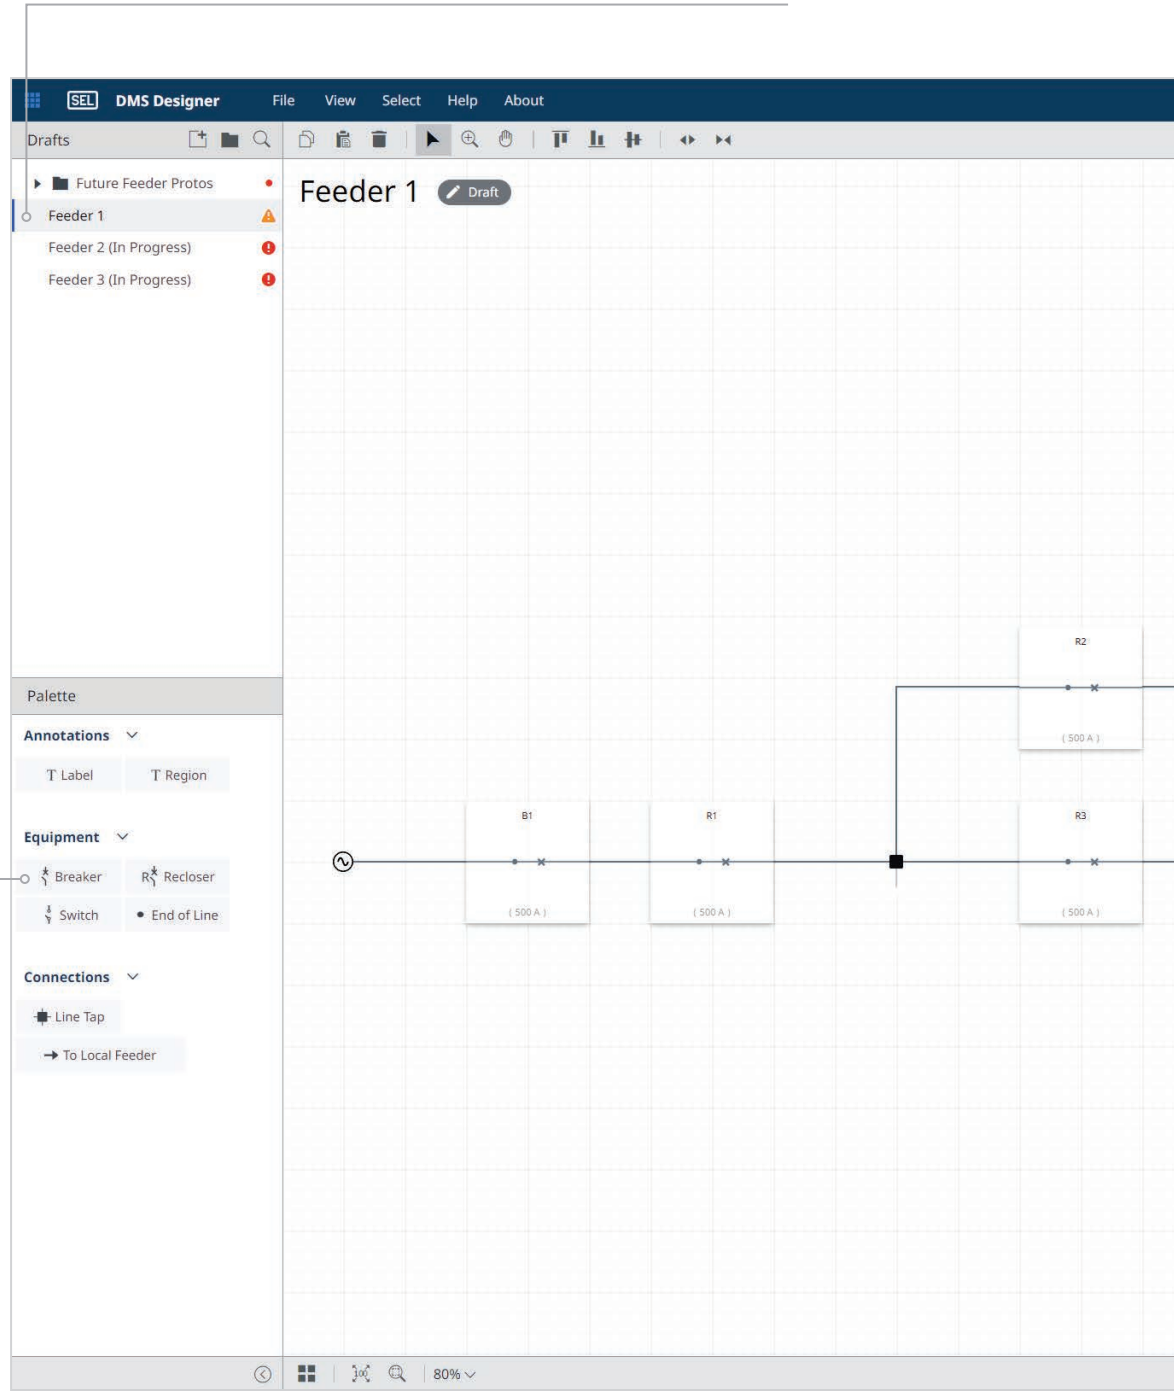 SEL DMS Designer File View Select Help About
Drafts
Future Feeder Protos
Feeder 1
Feeder 2 (In Progress)
Feeder 3 (In Progress)
Feeder 1 Draft
Palette
Annotations
T Label T Region
Equipment
Breaker R Recloser
Switch End of Line
Connections
Line Tap
To Local Feeder
R2
( 500 A )
B1 R1 R3
( 500 A ) ( 500 A ) ( 500 A )
100 80%